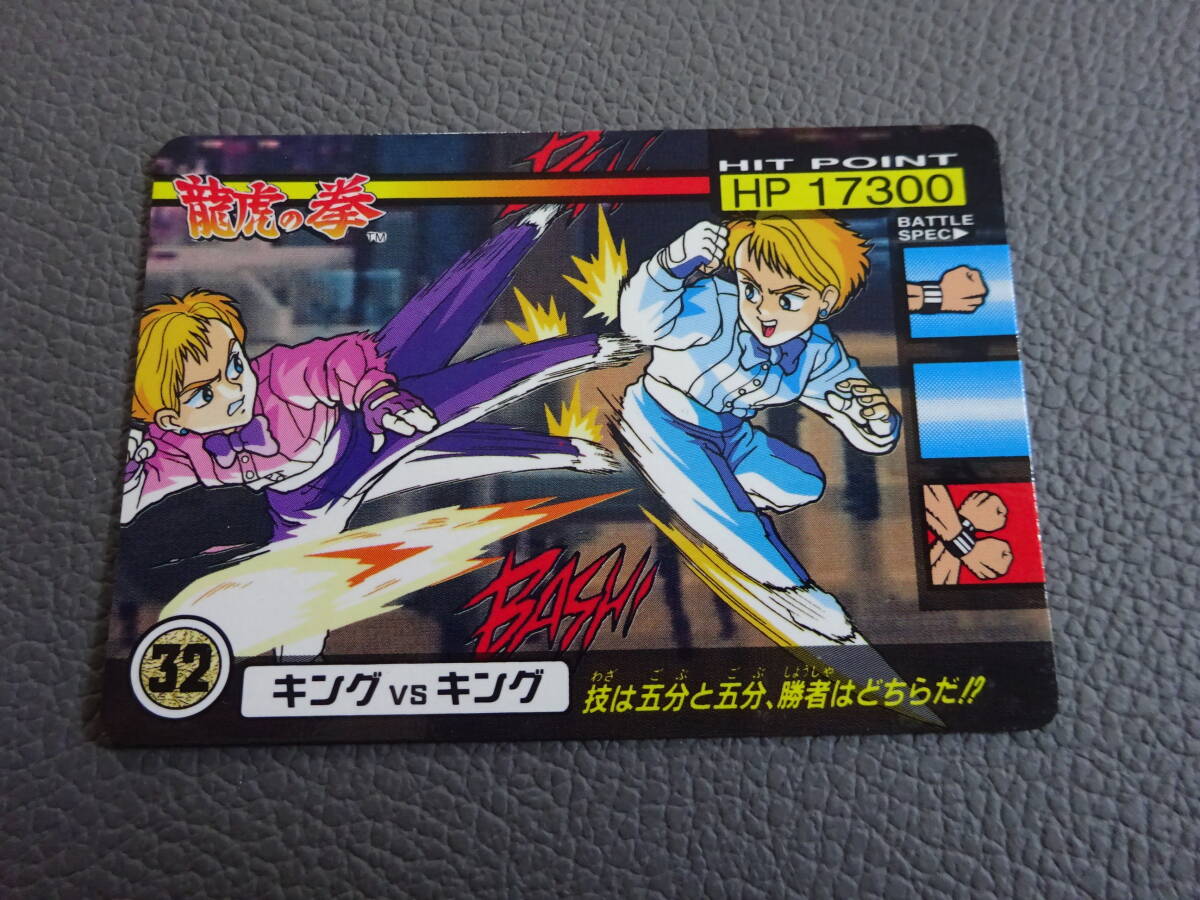 龍虎の拳
TM
HIT POINT
HP 17300
BATTLE
SPEC▶
BASHI
32
キング vs キング
わざ ごぶ ごぶ しょうしゃ
技は五分と五分、勝者はどちらだ!?